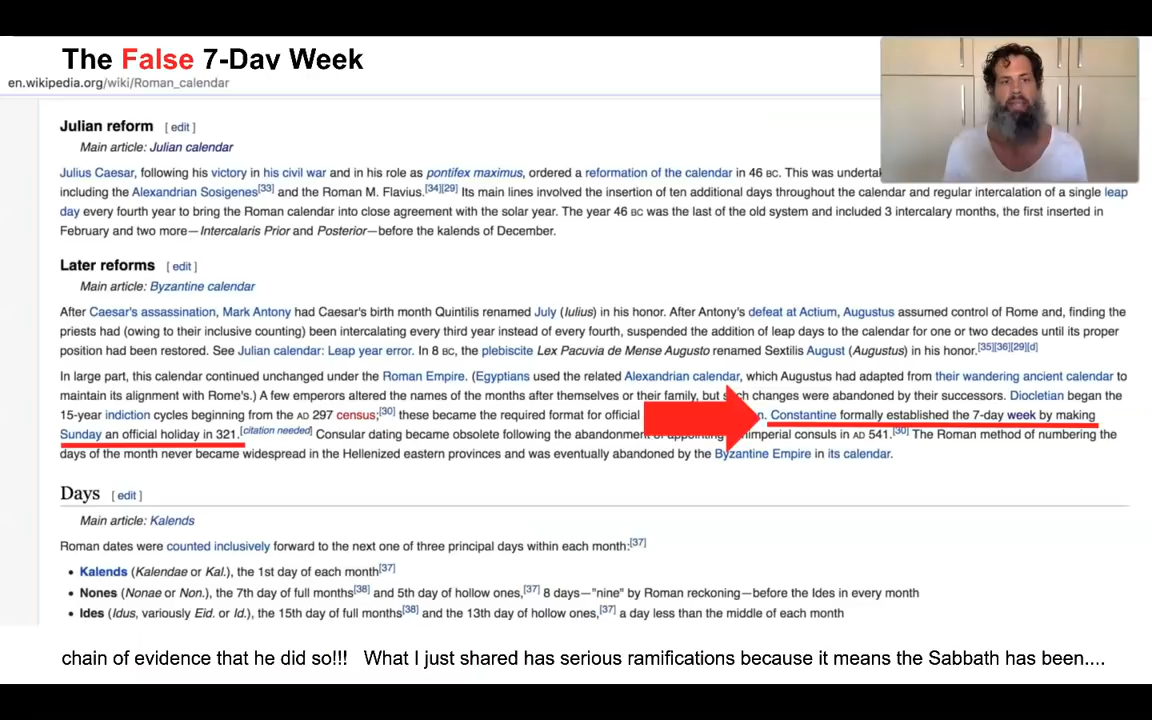 The False 7-Day Week
en.wikipedia.org/wiki/Roman_calendar
Julian reform [ edit ]
Main article: Julian calendar
Julius Caesar, following his victory in his civil war and in his role as pontifex maximus, ordered a reformation of the calendar in 46 BC. This was
including the Alexandrian Sosigenes[33] and the Roman M. Flavius.[34][29] Its main lines involved the insertion of ten additional days throughout the calendar and regular intercalation of a single leap
day every fourth year to bring the Roman calendar into close agreement with the solar year. The year 46 BC was the last of the old system and included 3 intercalary months, the first inserted in
February and two more—Intercalaris Prior and Posterior—before the kalends of December.
Later reforms [ edit ]
Main article: Byzantine calendar
After Caesar's assassination, Mark Antony had Caesar's birth month Quintilis renamed July (Iulius) in his honor. After Antony's defeat at Actium, Augustus assumed control of Rome and, finding the
priests had (owing to their inclusive counting) been intercalating every third year instead of every fourth, suspended the addition of leap days to the calendar for one or two decades until its proper
position had been restored. See Julian calendar: Leap year error. In 8 BC, the plebiscite Lex Pacuvia de Mense Augusto renamed Sextilis August (Augustus) in his honor.[35][36][29][d]
In large part, this calendar continued unchanged under the Roman Empire. (Egyptians used the related Alexandrian calendar, which Augustus had adapted from their wandering ancient calendar to
maintain its alignment with Rome's.) A few emperors altered the names of the months after themselves or their family, but such changes were abandoned by their successors. Diocletian began the
15-year indiction cycles beginning from the AD 297 census;[30] these became the required format for official Constantine formally established the 7-day week by making
Sunday an official holiday in 321.[citation needed] Consular dating became obsolete following the abandonment of appointing nonimperial consuls in AD 541.[30] The Roman method of numbering the
days of the month never became widespread in the Hellenized eastern provinces and was eventually abandoned by the Byzantine Empire in its calendar.
Days [ edit ]
Main article: Kalends
Roman dates were counted inclusively forward to the next one of three principal days within each month:[37]
• Kalends (Kalendae or Kal.), the 1st day of each month[37]
• Nones (Nonae or Non.), the 7th day of full months[38] and 5th day of hollow ones,[37] 8 days—"nine" by Roman reckoning—before the Ides in every month
• Ides (Idus, variously Eid. or Id.), the 15th day of full months[38] and the 13th day of hollow ones,[37] a day less than the middle of each month
chain of evidence that he did so!!! What I just shared has serious ramifications because it means the Sabbath has been....